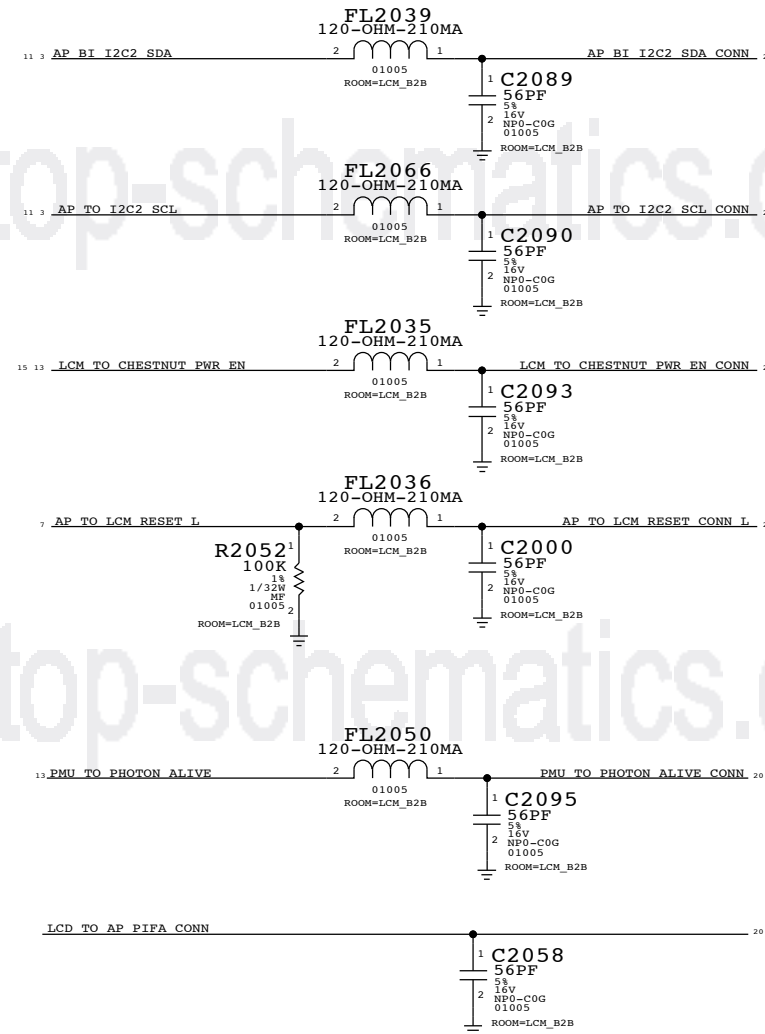 FL2039
120-OHM-210MA
11 3 AP BI I2C2 SDA 2 1 AP BI I2C2 SDA CONN 2
01005
ROOM=LCM_B2B
1 C2089
56PF
5%
16V
2 NP0-C0G
01005
ROOM=LCM_B2B
top-schematics.c
FL2066
120-OHM-210MA
11 3 AP TO I2C2 SCL 2 1 AP TO I2C2 SCL CONN 2
01005
ROOM=LCM_B2B
1 C2090
56PF
5%
16V
2 NP0-C0G
01005
ROOM=LCM_B2B
FL2035
120-OHM-210MA
15 13 LCM TO CHESTNUT PWR EN 2 1 LCM TO CHESTNUT PWR EN CONN 2
01005
ROOM=LCM_B2B
1 C2093
56PF
5%
16V
2 NP0-C0G
01005
ROOM=LCM_B2B
FL2036
120-OHM-210MA
7 AP TO LCM RESET L 2 1 AP TO LCM RESET CONN L 2
01005
ROOM=LCM_B2B
R2052 1
100K
1%
1/32W
MF
01005 2
ROOM=LCM_B2B
1 C2000
56PF
5%
16V
2 NP0-C0G
01005
ROOM=LCM_B2B
top-schematics.c
FL2050
120-OHM-210MA
13 PMU TO PHOTON ALIVE 2 1 PMU TO PHOTON ALIVE CONN 20
01005
ROOM=LCM_B2B
1 C2095
56PF
5%
16V
2 NP0-C0G
01005
ROOM=LCM_B2B
LCD TO AP PIFA CONN 20
1 C2058
56PF
5%
16V
2 NP0-C0G
01005
ROOM=LCM_B2B